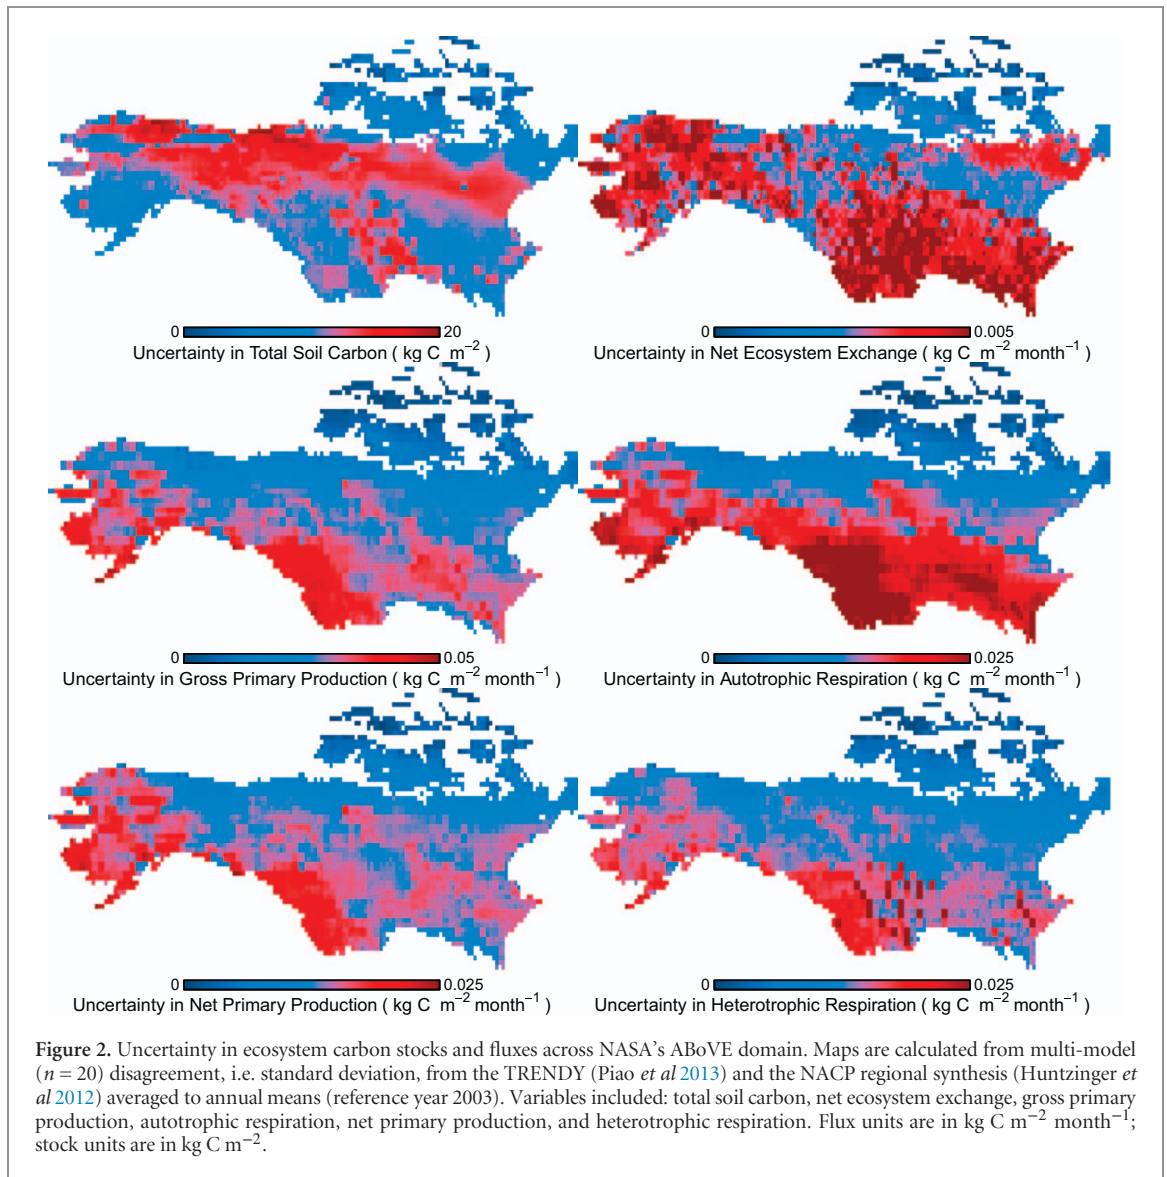 0 20
Uncertainty in Total Soil Carbon ( kg C m−2 )
0 0.005
Uncertainty in Net Ecosystem Exchange ( kg C m−2 month−1 )
0 0.05
Uncertainty in Gross Primary Production ( kg C m−2 month−1 )
0 0.025
Uncertainty in Autotrophic Respiration ( kg C m−2 month−1 )
0 0.025
Uncertainty in Net Primary Production ( kg C m−2 month−1 )
0 0.025
Uncertainty in Heterotrophic Respiration ( kg C m−2 month−1 )
Figure 2. Uncertainty in ecosystem carbon stocks and fluxes across NASA's ABoVE domain. Maps are calculated from multi-model
(n = 20) disagreement, i.e. standard deviation, from the TRENDY (Piao et al 2013) and the NACP regional synthesis (Huntzinger et
al 2012) averaged to annual means (reference year 2003). Variables included: total soil carbon, net ecosystem exchange, gross primary
production, autotrophic respiration, net primary production, and heterotrophic respiration. Flux units are in kg C m−2 month−1;
stock units are in kg C m−2.